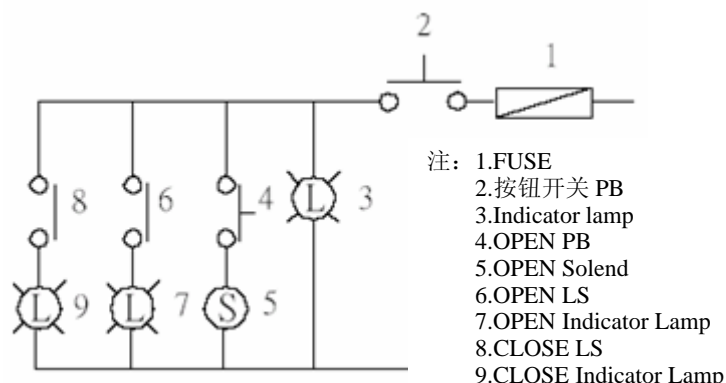 2
1
8
6
4
L
3
L
9
L
7
S
5
注：1.FUSE
2.按钮开关 PB
3.Indicator lamp
4.OPEN PB
5.OPEN Solend
6.OPEN LS
7.OPEN Indicator Lamp
8.CLOSE LS
9.CLOSE Indicator Lamp